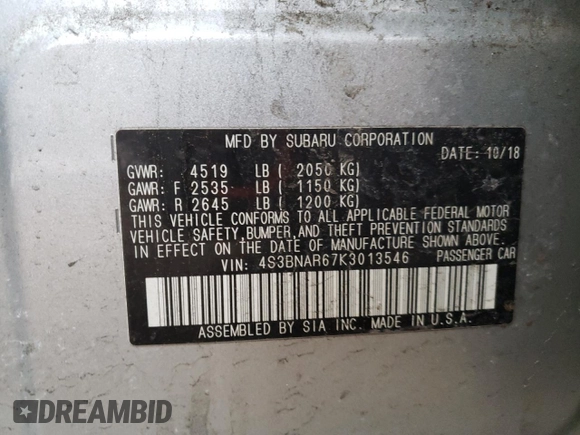 MFD BY SUBARU CORPORATION
DATE: 10/18
GVWR: 4519 LB ( 2050 KG)
GAWR: F 2535 LB ( 1150 KG)
GAWR: R 2645 LB ( 1200 KG)
THIS VEHICLE CONFORMS TO ALL APPLICABLE FEDERAL MOTOR
VEHICLE SAFETY, BUMPER, AND THEFT PREVENTION STANDARDS
IN EFFECT ON THE DATE OF MANUFACTURE SHOWN ABOVE.
VIN: 4S3BNAR67K3013546 PASSENGER CAR
ASSEMBLED BY SIA INC. MADE IN U.S.A.
DREAMBID